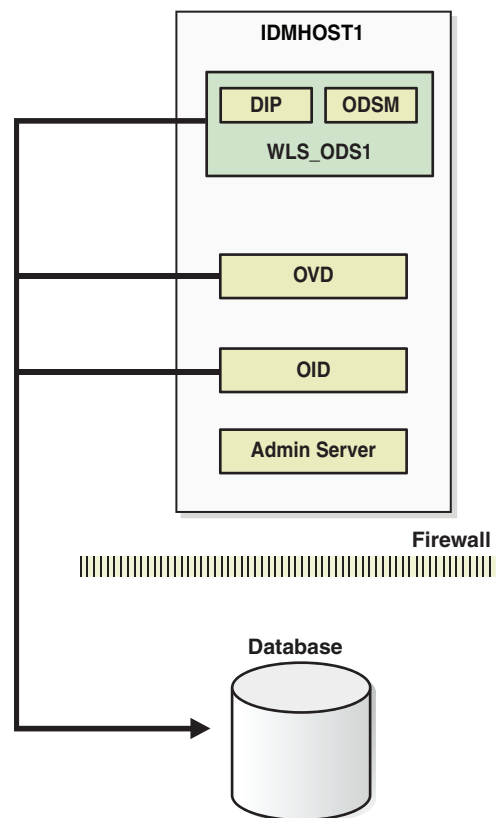 IDMHOST1
DIP
ODSM
WLS_ODS1
OVD
OID
Admin Server
Firewall
Database